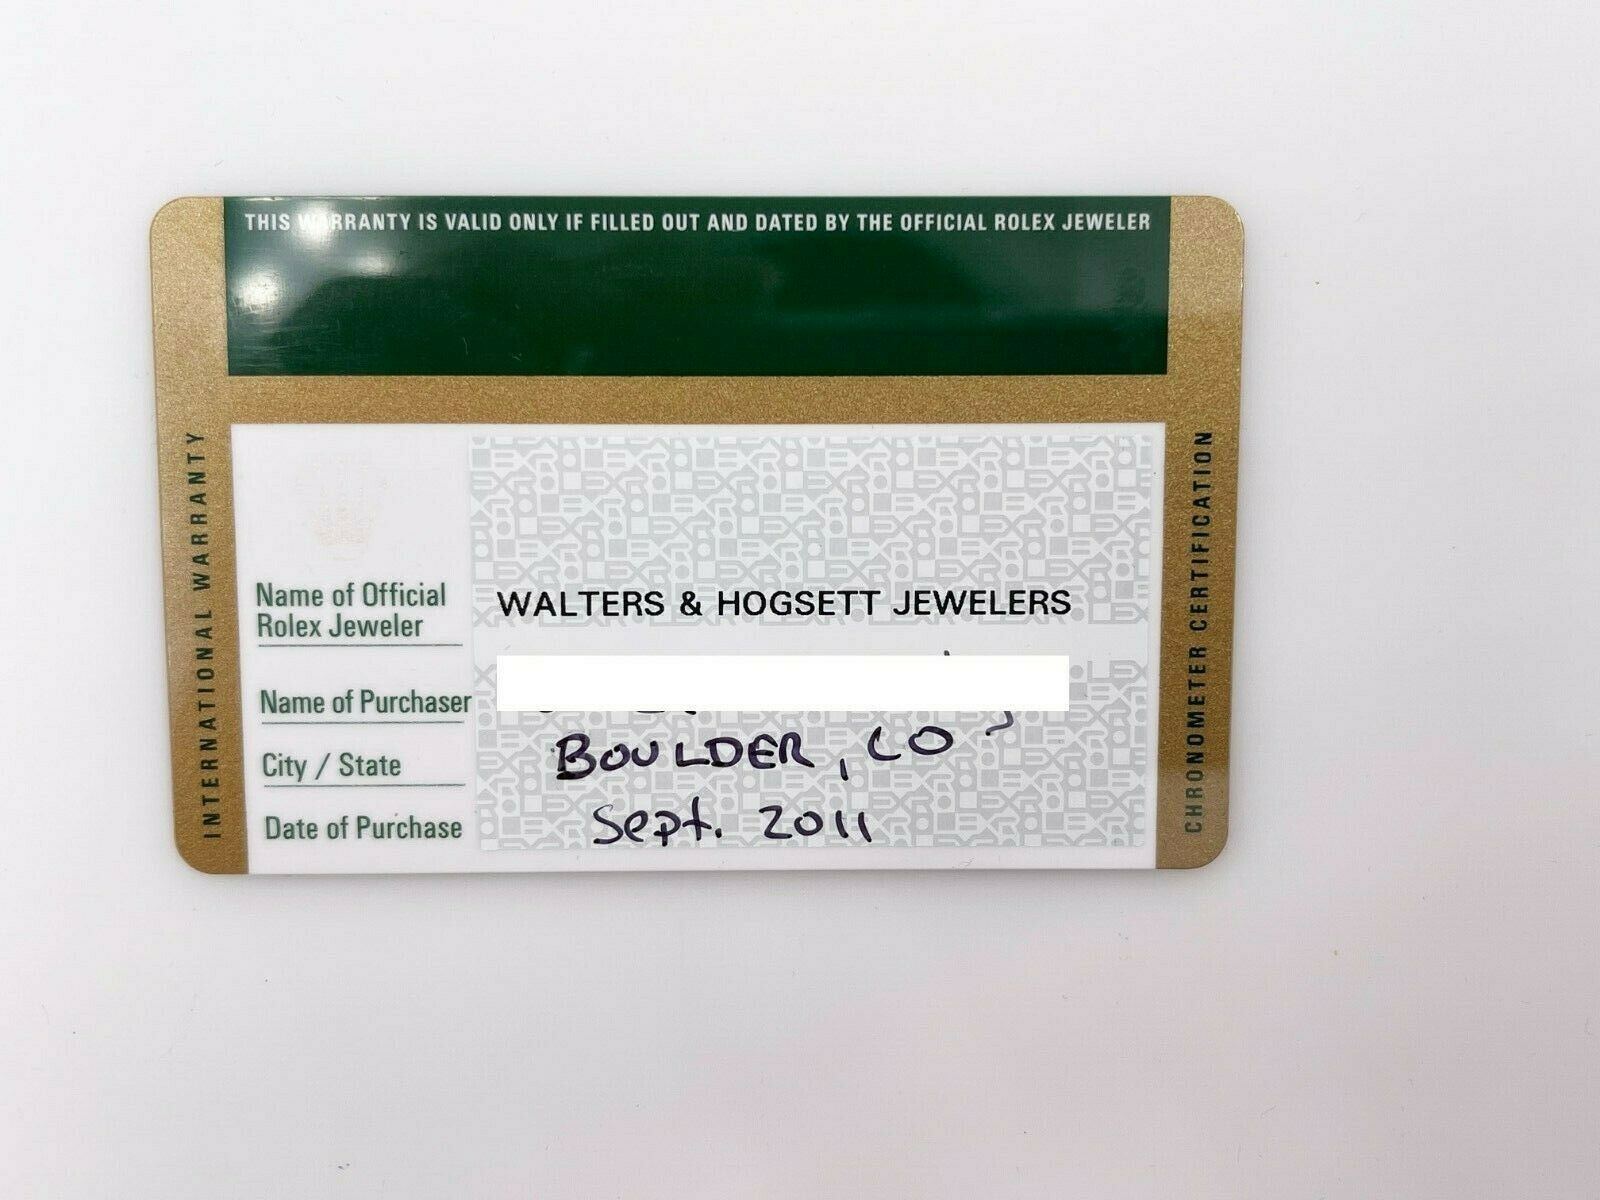 THIS WARRANTY IS VALID ONLY IF FILLED OUT AND DATED BY THE OFFICIAL ROLEX JEWELER
INTERNATIONAL WARRANTY
Name of Official
Rolex Jeweler
WALTERS & HOGSETT JEWELERS
Name of Purchaser
City / State
BOULDER, CO
Date of Purchase
Sept. 2011
CHRONOMETER CERTIFICATION